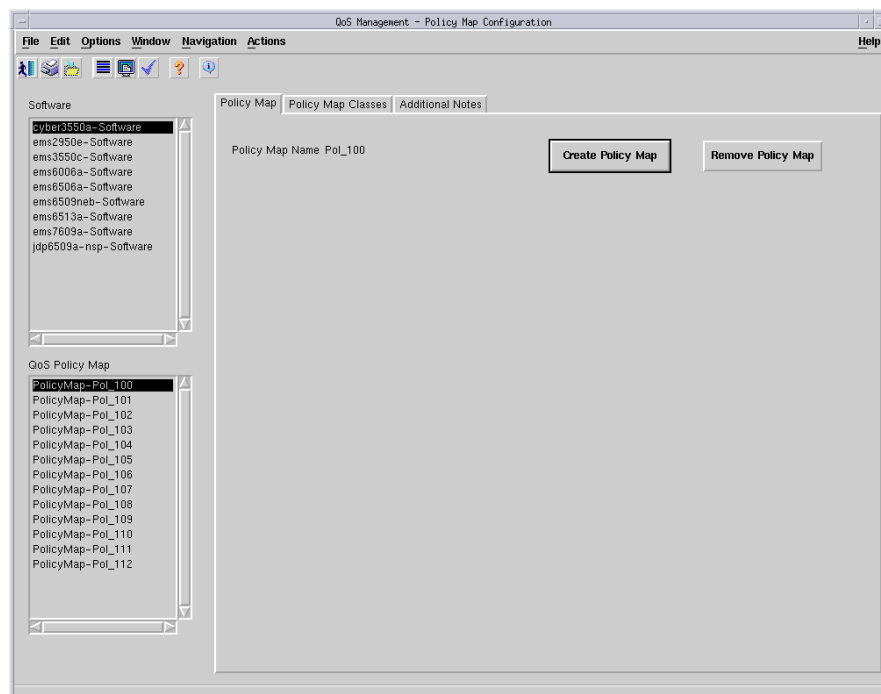 QoS Management - Policy Map Configuration
File Edit Options Window Navigation Actions Help
Software
cyber3550a-Software
ems2950e-Software
ems3550c-Software
ems6006a-Software
ems6506a-Software
ems6509neb-Software
ems6513a-Software
ems7609a-Software
jdp6509a-nsp-Software
QoS Policy Map
PolicyMap-Pol_100
PolicyMap-Pol_101
PolicyMap-Pol_102
PolicyMap-Pol_103
PolicyMap-Pol_104
PolicyMap-Pol_105
PolicyMap-Pol_106
PolicyMap-Pol_107
PolicyMap-Pol_108
PolicyMap-Pol_109
PolicyMap-Pol_110
PolicyMap-Pol_111
PolicyMap-Pol_112
Policy Map Policy Map Classes Additional Notes
Policy Map Name Pol_100 Create Policy Map Remove Policy Map